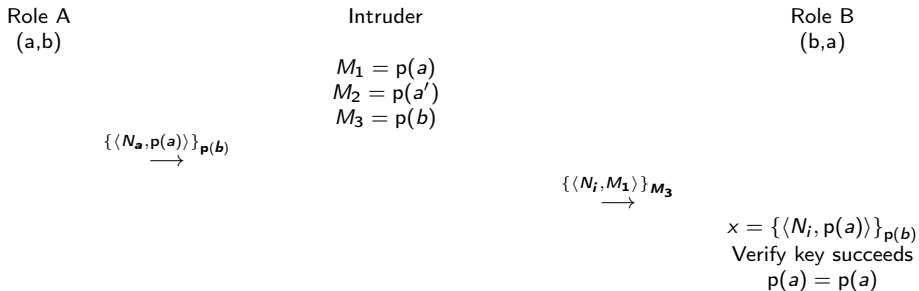 Role A Intruder Role B
(a,b) (b,a)
M₁ = p(a)
M₂ = p(a′)
M₃ = p(b)
{⟨Nₐ,p(a)⟩}ₚ₍b₎
⟶
{⟨Nᵢ,M₁⟩}M₃
⟶
x = {⟨Nᵢ, p(a)⟩}ₚ₍b₎
Verify key succeeds
p(a) = p(a)